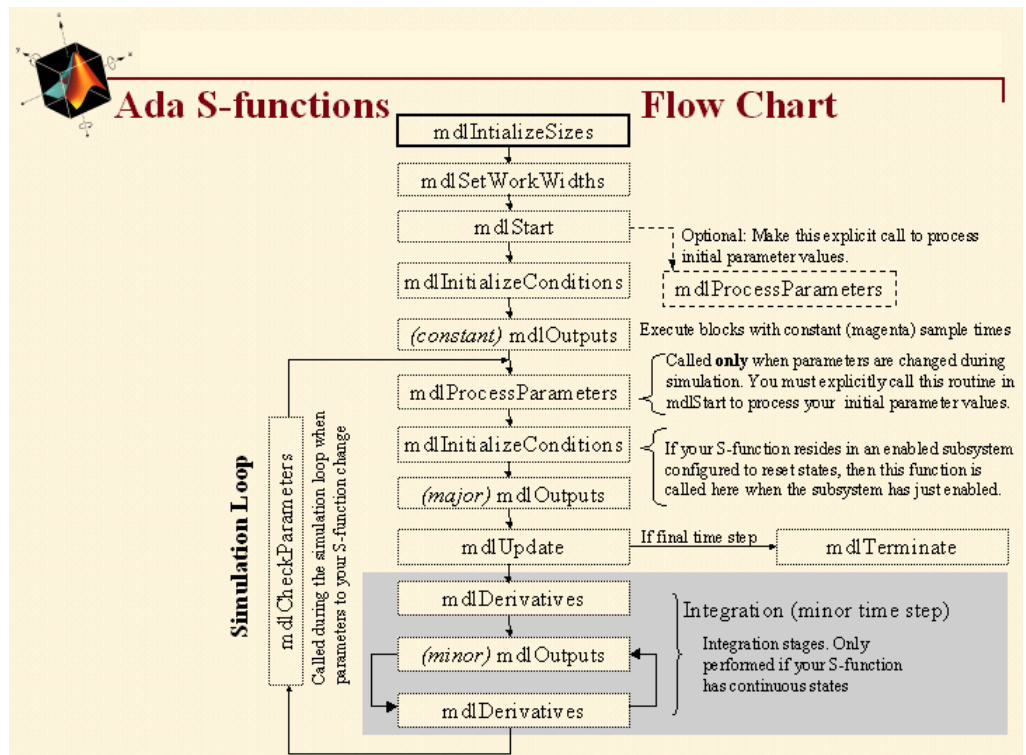 Ada S-functions Flow Chart
mdlIntializeSizes
mdlSetWorkWidths
mdlStart
Optional: Make this explicit call to process
initial parameter values.
mdlProcessParameters
mdlInitializeConditions
(constant) mdlOutputs
Execute blocks with constant (magenta) sample times
mdlProcessParameters
Called only when parameters are changed during
simulation. You must explicitly call this routine in
mdlStart to process your initial parameter values.
mdlInitializeConditions
If your S-function resides in an enabled subsystem
configured to reset states, then this function is
called here when the subsystem has just enabled.
(major) mdlOutputs
mdlUpdate
If final time step
mdlTerminate
mdlDerivatives
Integration (minor time step)
(minor) mdlOutputs
Integration stages. Only
performed if your S-function
has continuous states
mdlDerivatives
Simulation Loop
mdlCheckParameters
Called during the simulation loop when
parameters to your S-function change